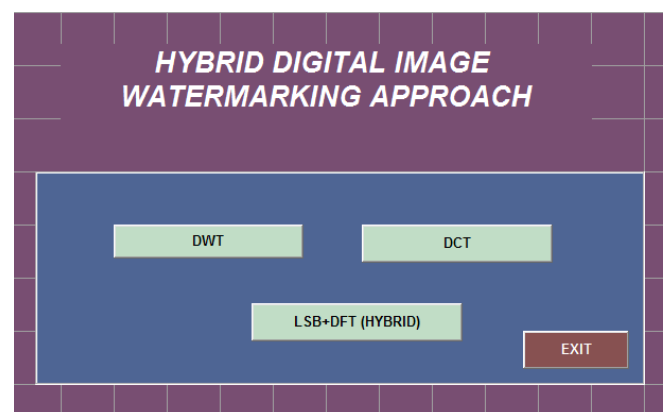 HYBRID DIGITAL IMAGE
WATERMARKING APPROACH
DWT
DCT
LSB+DFT (HYBRID)
EXIT